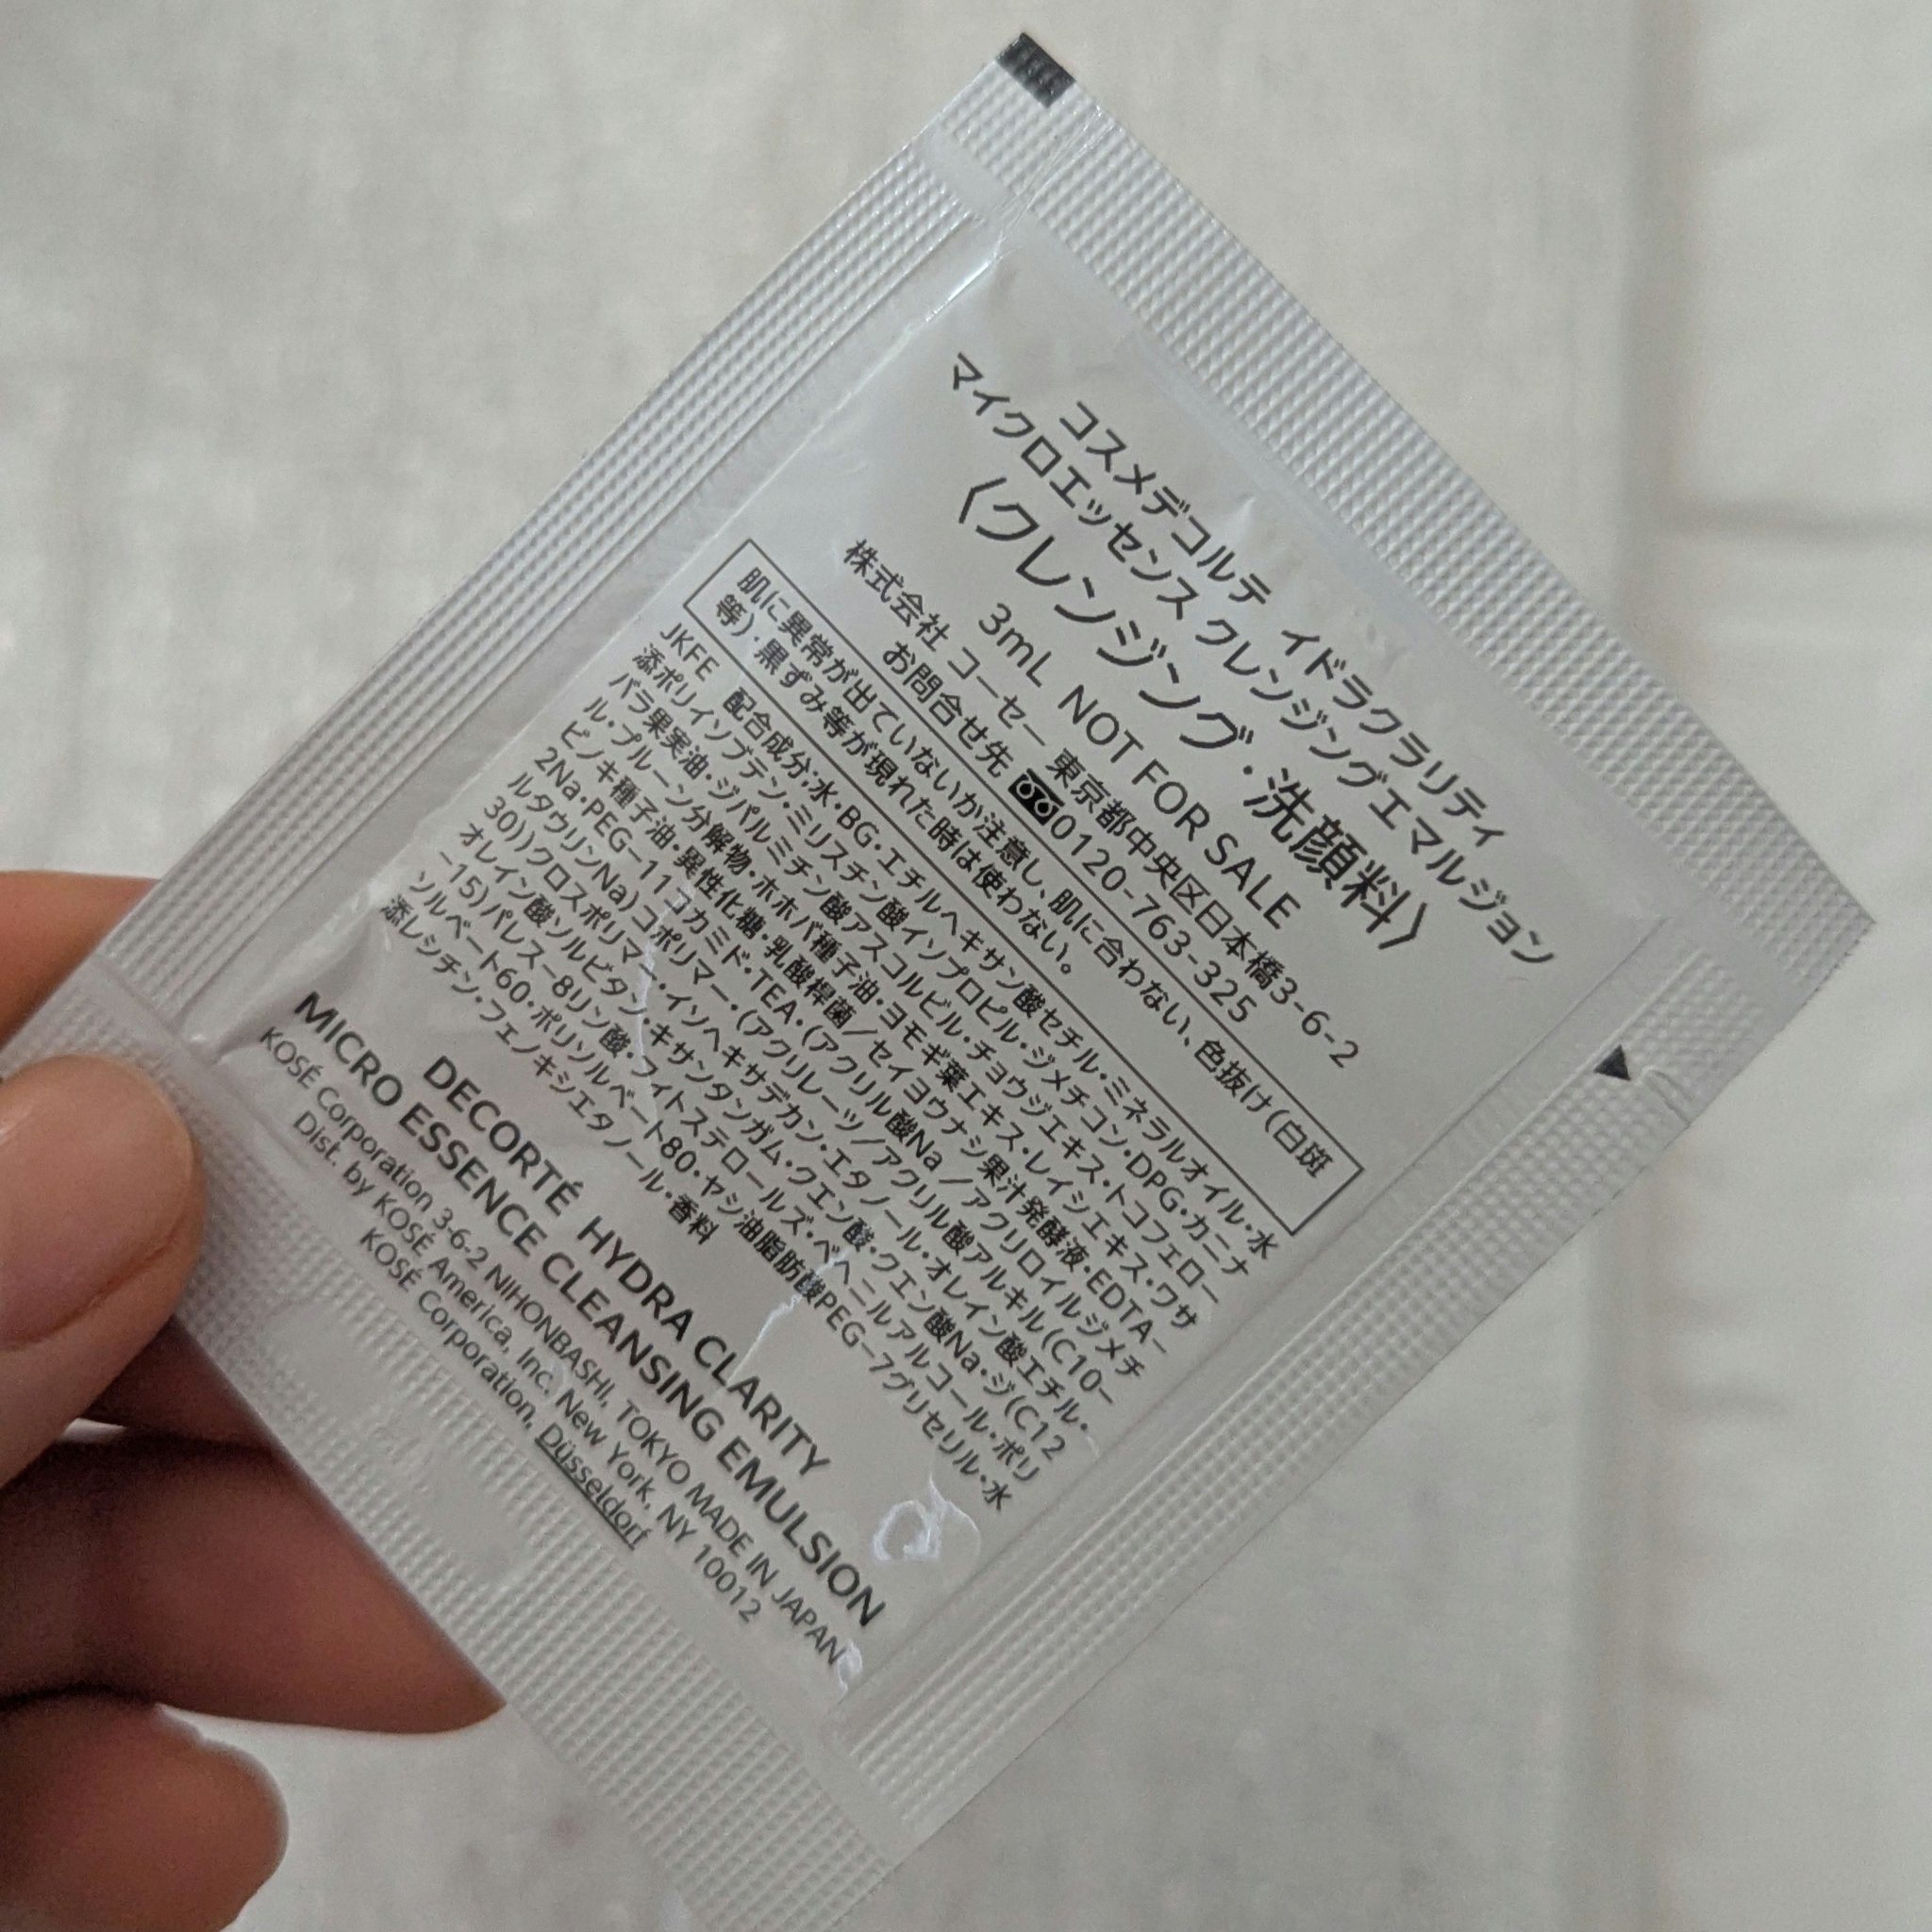 コスメデコルテ イドラクラリティ
マイクロエッセンス クレンジングエマルジョン
〈クレンジング・洗顔料〉
3mL NOT FOR SALE
株式会社 コーセー 東京都中央区日本橋3-6-2
お問合せ先 0120-763-325
肌に異常が出ていないか注意し、肌に合わない、色抜け(白斑
等)・黒ずみ等が現れた時は使わない。
JKFE 配合成分:水・BG・エチルヘキサン酸セチル・ミネラルオイル・水
添ポリイソブテン・ミリスチン酸イソプロピル・ジメチコン・DPG・カニナ
バラ果実油・ジパルミチン酸アスコルビル・チョウジエキス・トコフェロー
ル・プルーン分解物・ホホバ種子油・ヨモギ葉エキス・レイシエキス・ワサ
ビノキ種子油・異性化糖・乳酸桿菌/セイヨウナシ果汁発酵液・EDTA-
2Na・PEG-11コカミド・TEA・(アクリル酸Na/アクリロイルジメチ
ルタウリンNa)コポリマー・(アクリレーツ/アクリル酸アルキル(C10-
30))クロスポリマー・イソヘキサデカン・エタノール・オレイン酸エチル・
オレイン酸ソルビタン・キサンタンガム・クエン酸・クエン酸Na・ジ(C12
-15)パレス-8リン酸・フィトステロールズ・ベヘニルアルコール・ポリ
ソルベート60・ポリソルベート80・ヤシ油脂肪酸PEG-7グリセリル・水
添レシチン・フェノキシエタノール・香料
DECORTÉ HYDRA CLARITY
MICRO ESSENCE CLEANSING EMULSION
KOSÉ Corporation 3-6-2 NIHONBASHI, TOKYO MADE IN JAPAN
Dist. by KOSÉ America, Inc. New York, NY 10012
KOSÉ Corporation, Düsseldorf